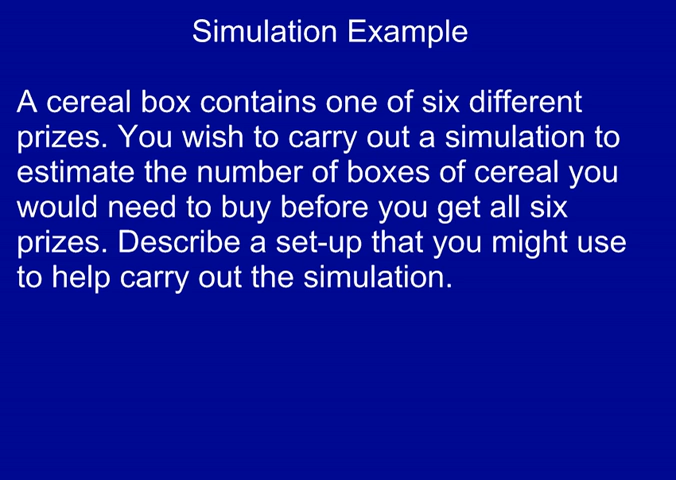 Simulation Example
A cereal box contains one of six different
prizes. You wish to carry out a simulation to
estimate the number of boxes of cereal you
would need to buy before you get all six
prizes. Describe a set-up that you might use
to help carry out the simulation.